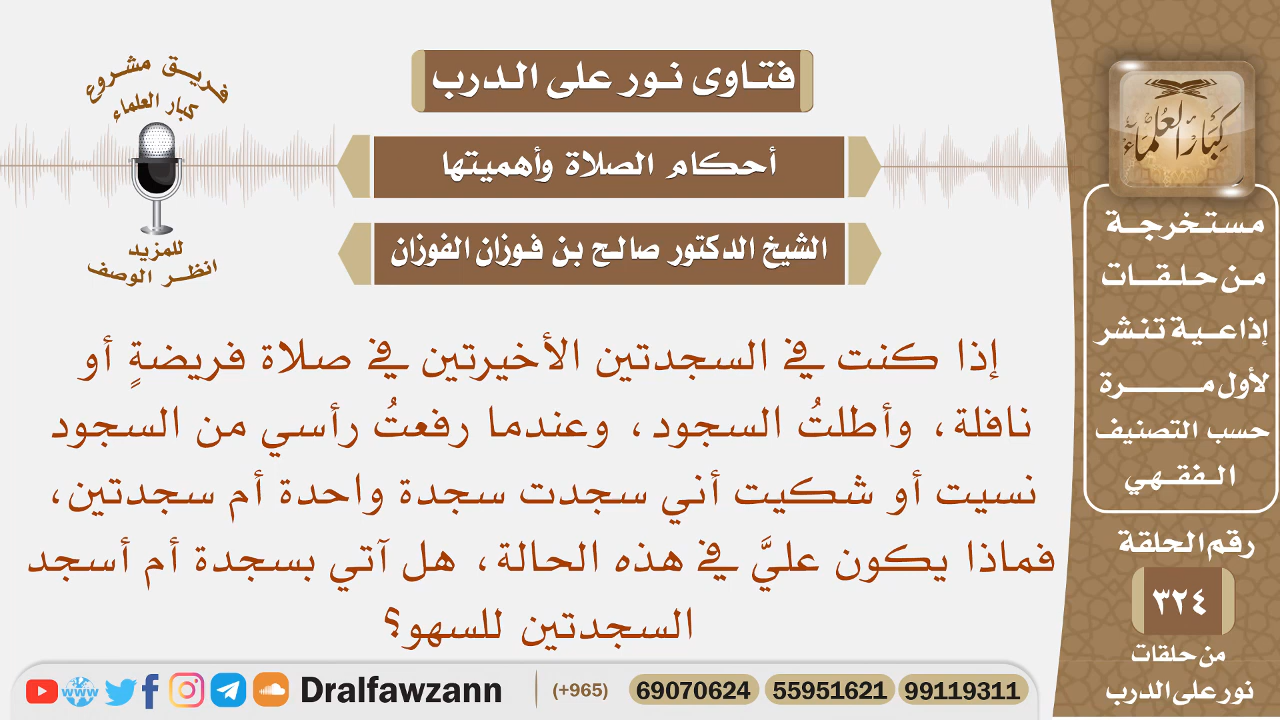 فتاوى نور على الدرب
أحكام الصلاة وأهميتها
الشيخ الدكتور صالح بن فوزان الفوزان
فريق مشروع
كبار العلماء
للمزيد
انظر الوصف
إذا كنت في السجدتين الأخيرتين في صلاة فريضةٍ أو
نافلة، وأطلتُ السجود، وعندما رفعتُ رأسي من السجود
نسيت أو شكيت أني سجدت سجدة واحدة أم سجدتين،
فماذا يكون عليَّ في هذه الحالة، هل آتي بسجدة أم أسجد
السجدتين للسهو؟
كِبَار العُلَمَاء
مستخرجة
من حلقات
إذاعية تنشر
لأول مرة
حسب التصنيف
الفقهي
رقم الحلقة
٣٢٤
من حلقات
نور على الدرب
www
Dralfawzann
(+965) 69070624 55951621 99119311